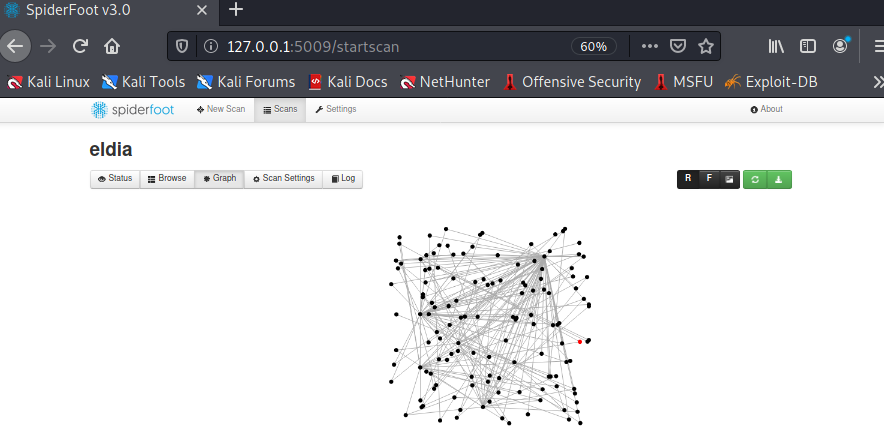 SpiderFoot v3.0
127.0.0.1:5009/startscan 60%
Kali Linux Kali Tools Kali Forums Kali Docs NetHunter Offensive Security MSFU Exploit-DB
spiderfoot New Scan Scans Settings About
eldia
Status Browse Graph Scan Settings Log R F